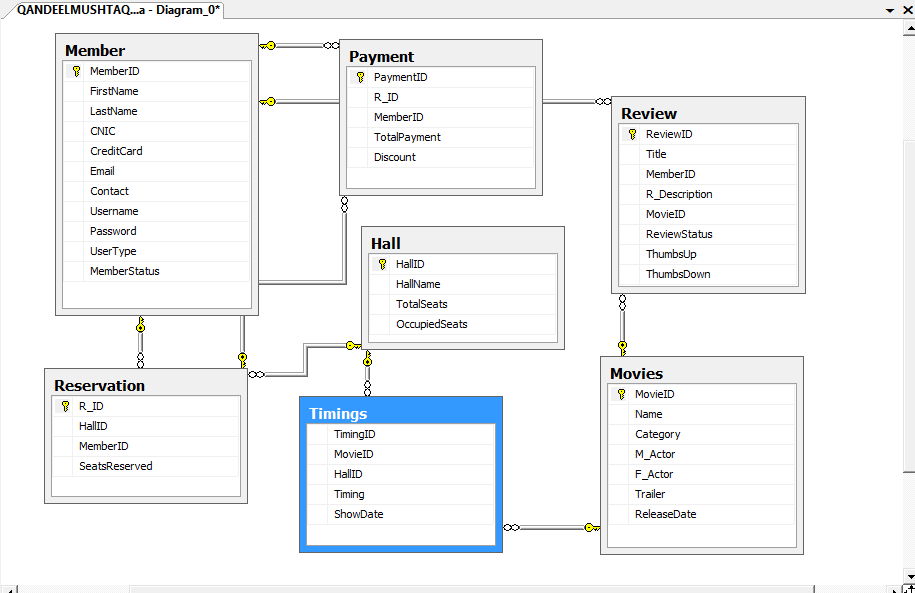 QANDEELMUSHTAQ...a - Diagram_0*
Member
MemberID
FirstName
LastName
CNIC
CreditCard
Email
Contact
Username
Password
UserType
MemberStatus
Payment
PaymentID
R_ID
MemberID
TotalPayment
Discount
Review
ReviewID
Title
MemberID
R_Description
MovieID
ReviewStatus
ThumbsUp
ThumbsDown
Hall
HallID
HallName
TotalSeats
OccupiedSeats
Reservation
R_ID
HallID
MemberID
SeatsReserved
Timings
TimingID
MovieID
HallID
Timing
ShowDate
Movies
MovieID
Name
Category
M_Actor
F_Actor
Trailer
ReleaseDate